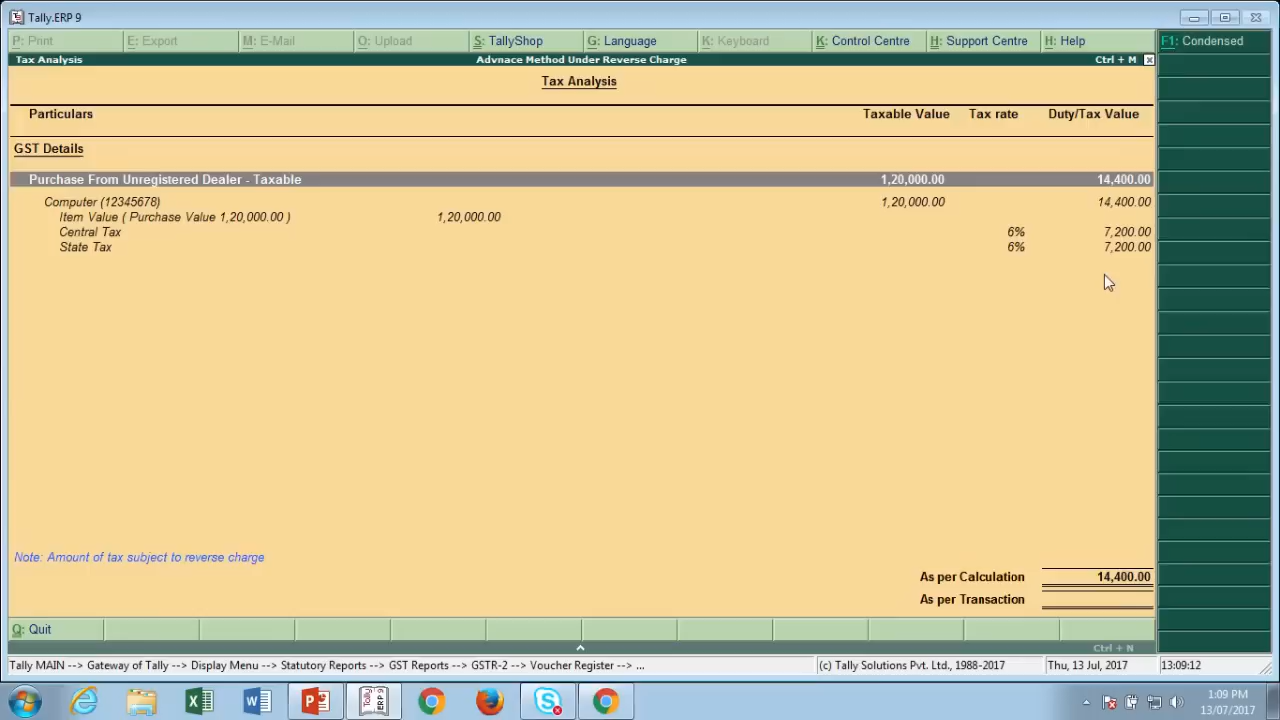 Tally.ERP 9
P: Print E: Export M: E-Mail O: Upload S: TallyShop G: Language K: Keyboard K: Control Centre H: Support Centre H: Help F1: Condensed
Tax Analysis Advnace Method Under Reverse Charge Ctrl + M
Tax Analysis
Particulars Taxable Value Tax rate Duty/Tax Value
GST Details
Purchase From Unregistered Dealer - Taxable 1,20,000.00 14,400.00
Computer (12345678) 1,20,000.00 14,400.00
Item Value ( Purchase Value 1,20,000.00 ) 1,20,000.00
Central Tax 6% 7,200.00
State Tax 6% 7,200.00
Note: Amount of tax subject to reverse charge
As per Calculation 14,400.00
As per Transaction
Q: Quit
Ctrl + N
Tally MAIN --> Gateway of Tally --> Display Menu --> Statutory Reports --> GST Reports --> GSTR-2 --> Voucher Register --> ... (c) Tally Solutions Pvt. Ltd., 1988-2017 Thu, 13 Jul, 2017 13:09:12
1:09 PM
13/07/2017